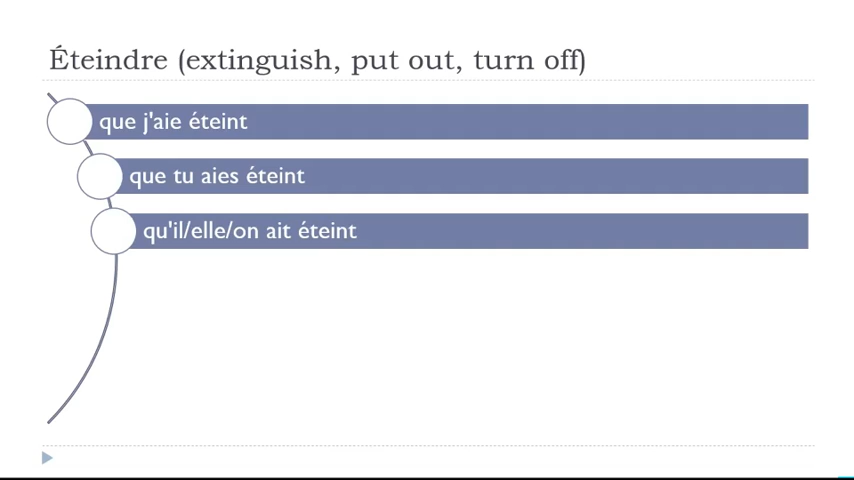 Éteindre (extinguish, put out, turn off)
que j'aie éteint
que tu aies éteint
qu'il/elle/on ait éteint